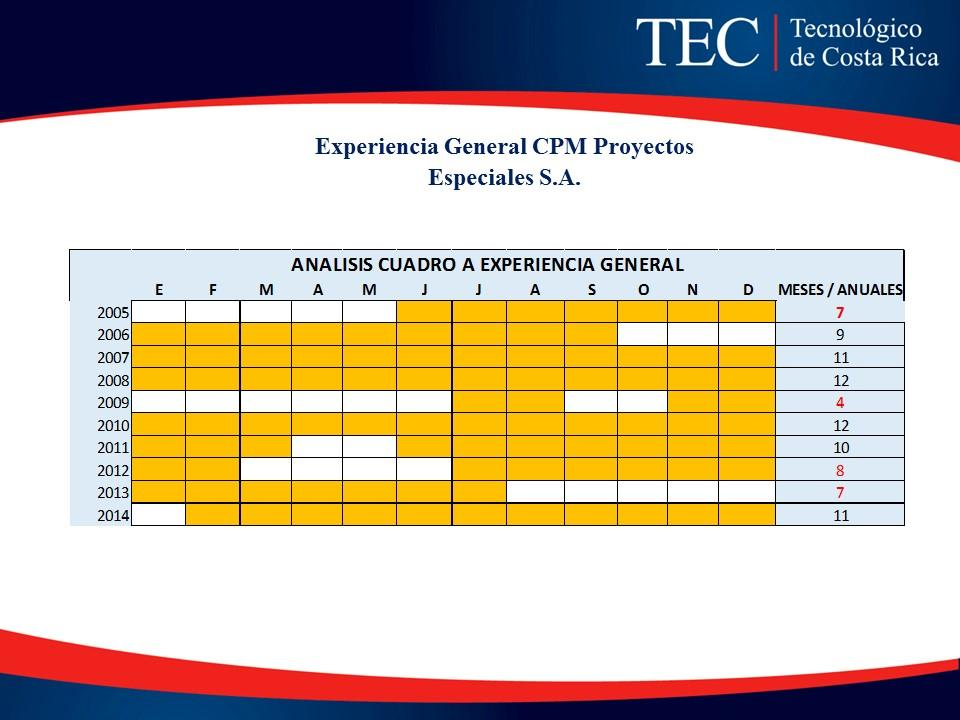 TEC | Tecnológico
de Costa Rica
Experiencia General CPM Proyectos
Especiales S.A.
ANALISIS CUADRO A EXPERIENCIA GENERAL
E F M A M J J A S O N D MESES / ANUALES
2005 7
2006 9
2007 11
2008 12
2009 4
2010 12
2011 10
2012 8
2013 7
2014 11